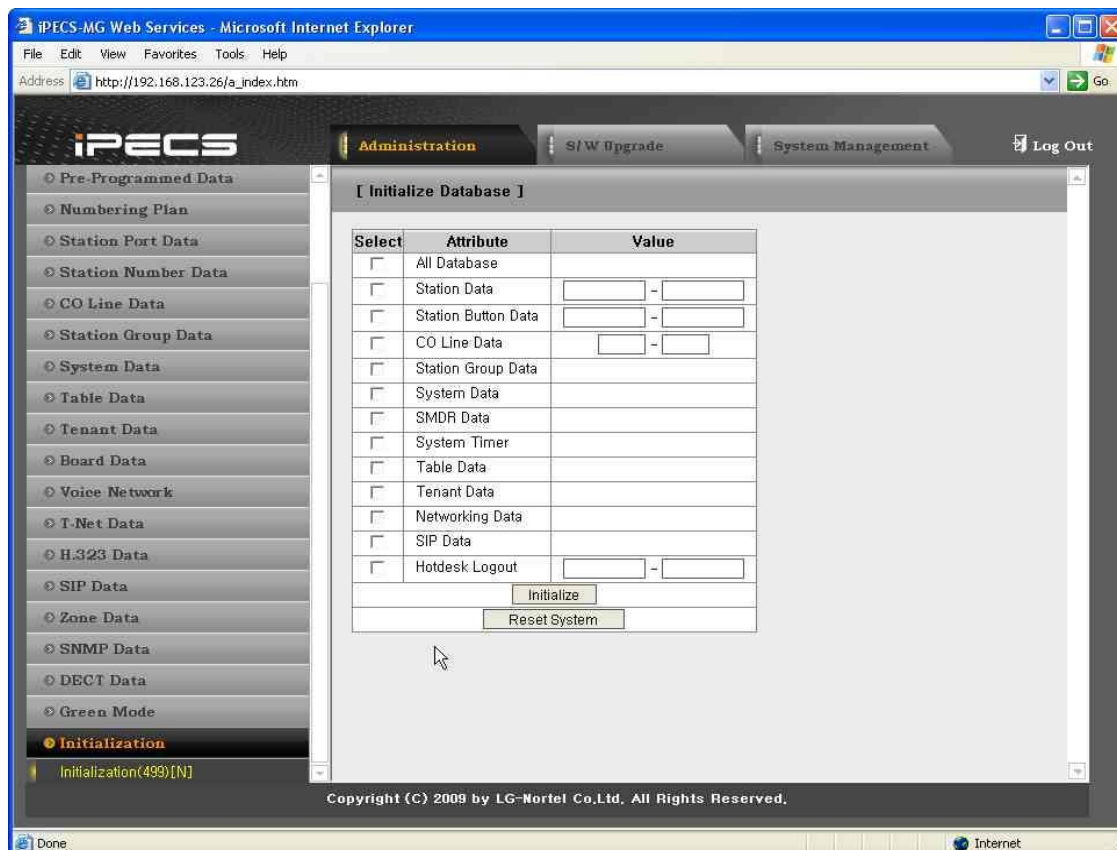 iPECS-MG Web Services - Microsoft Internet Explorer
File Edit View Favorites Tools Help
Address http://192.168.123.26/a_index.htm Go
iPECS
Administration S/W Upgrade System Management Log Out
Pre-Programmed Data
Numbering Plan
Station Port Data
Station Number Data
CO Line Data
Station Group Data
System Data
Table Data
Tenant Data
Board Data
Voice Network
T-Net Data
H.323 Data
SIP Data
Zone Data
SNMP Data
DECT Data
Green Mode
Initialization
Initialization(499)[N]
[ Initialize Database ]
Select Attribute Value
All Database
Station Data -
Station Button Data -
CO Line Data -
Station Group Data
System Data
SMDR Data
System Timer
Table Data
Tenant Data
Networking Data
SIP Data
Hotdesk Logout -
Initialize
Reset System
Copyright (C) 2009 by LG-Nortel Co,Ltd, All Rights Reserved,
Done Internet